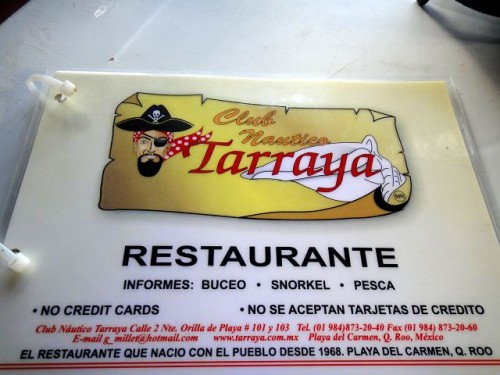 Club
Nautico
Tarraya
RESTAURANTE
INFORMES: BUCEO • SNORKEL • PESCA
• NO CREDIT CARDS • NO SE ACEPTAN TARJETAS DE CREDITO
Club Náutico Tarraya Calle 2 Nte. Orilla de Playa # 101 y 103 Tel. (01 984)873-20-40 Fax (01 984) 873-20-60
E-mail g_millet@hotmail.com www.tarraya.com.mx Playa del Carmen, Q. Roo, México
EL RESTAURANTE QUE NACIO CON EL PUEBLO DESDE 1968. PLAYA DEL CARMEN, Q. ROO